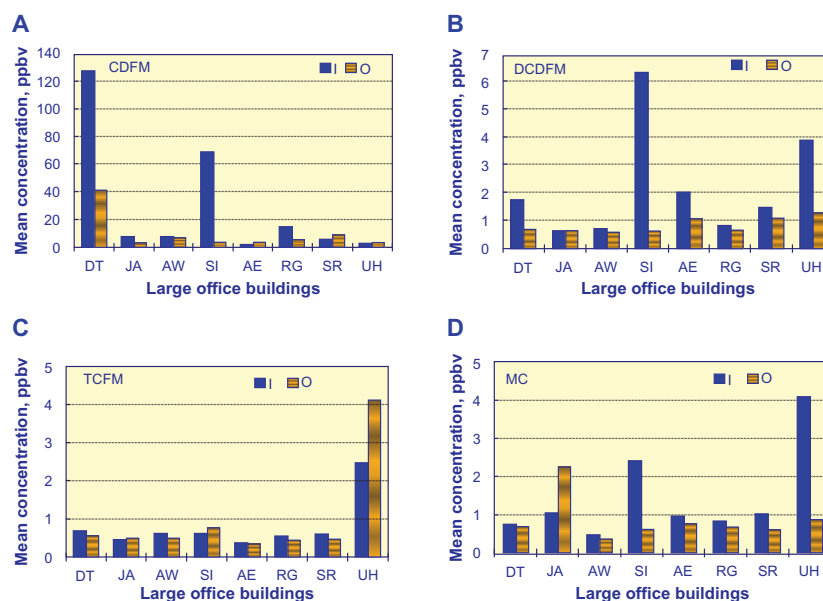 A
Mean concentration, ppbv
140
120
100
80
60
40
20
0
CDFM
I O
DT JA AW SI AE RG SR UH
Large office buildings
B
Mean concentration, ppbv
7
6
5
4
3
2
1
0
DCDFM
I O
DT JA AW SI AE RG SR UH
Large office buildings
C
Mean concentration, ppbv
5
4
3
2
1
0
TCFM
I O
DT JA AW SI AE RG SR UH
Large office buildings
D
Mean concentration, ppbv
5
4
3
2
1
0
MC
I O
DT JA AW SI AE RG SR UH
Large office buildings